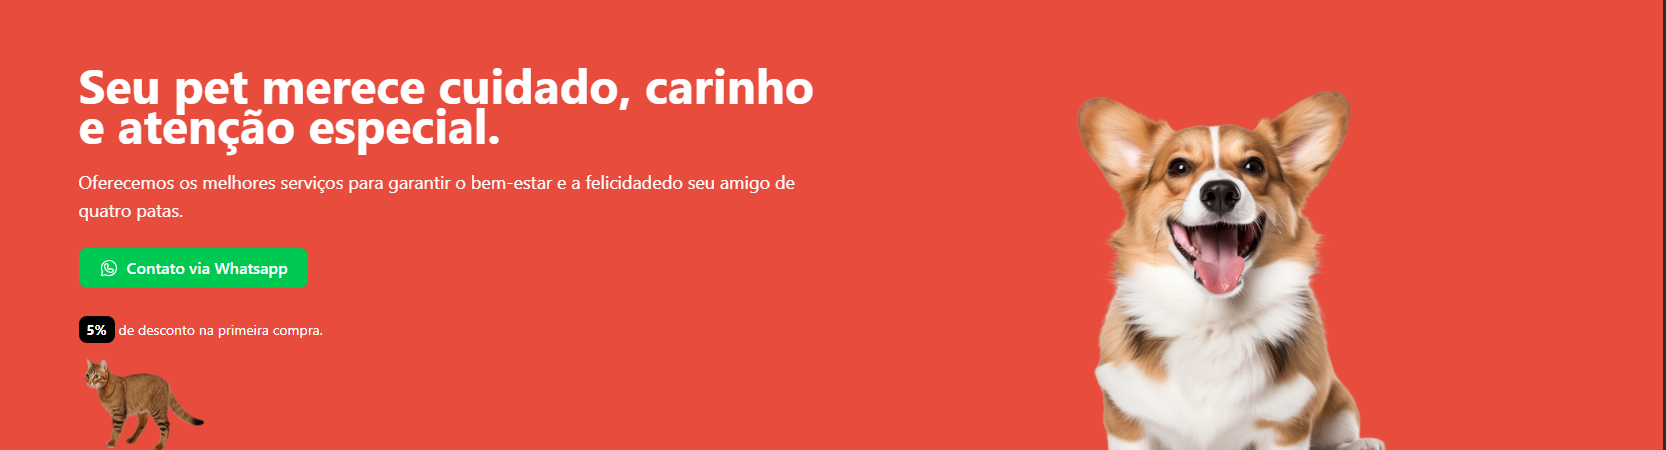 Seu pet merece cuidado, carinho
e atenção especial.
Oferecemos os melhores serviços para garantir o bem-estar e a felicidadedo seu amigo de
quatro patas.
Contato via Whatsapp
5% de desconto na primeira compra.